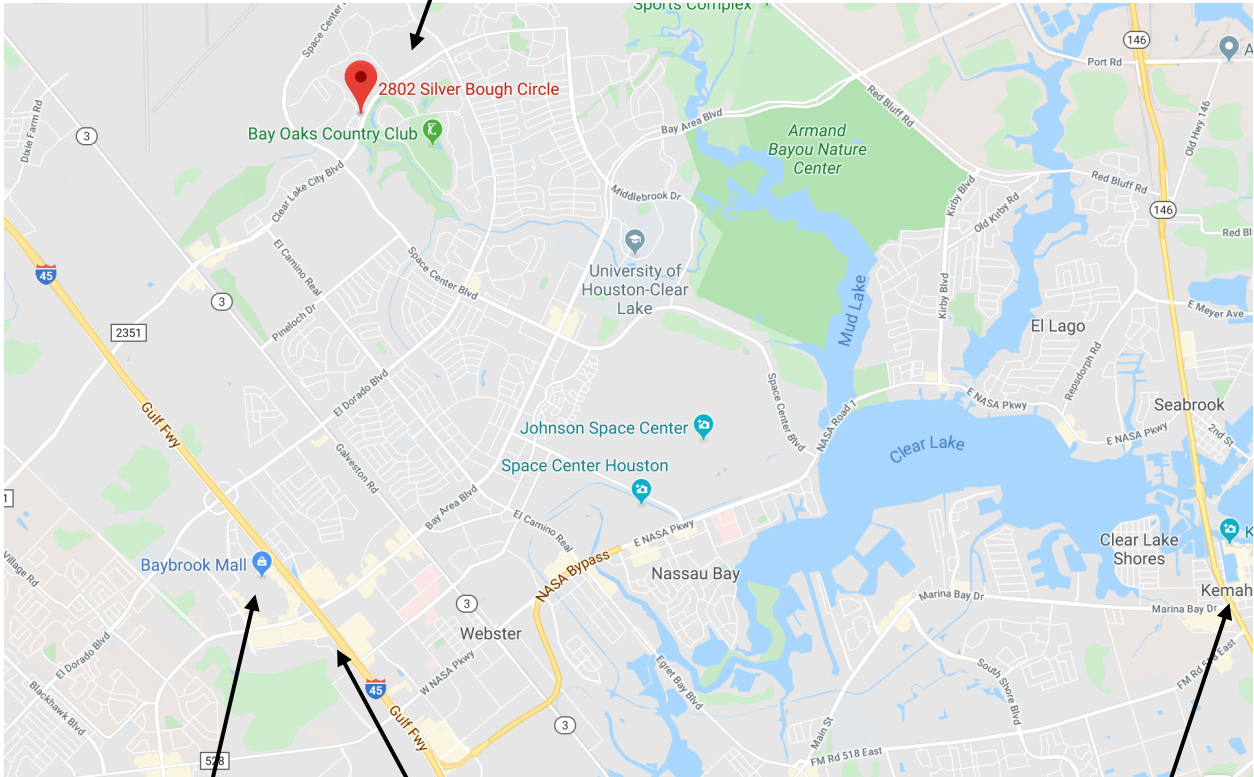 Sports Complex
Space Center
146
Port Rd
A
2802 Silver Bough Circle
Dixie Farm Rd
3
Bay Oaks Country Club
Bay Area Blvd
Red Bluff Rd
Old Hwy 146
Armand
Bayou Nature
Center
Clear Lake City Blvd
Middlebrook Dr
Kirby Blvd
Old Kirby Rd
Red Bluff Rd
146
El Camino Real
Space Center Blvd
University of
Houston-Clear
Lake
Red Bl
45
3
Pineloch Dr
2351
Mud Lake
Kirby Blvd
E Meyer Ave
El Lago
El Dorado Blvd
Space Center Blvd
Repsdorph Rd
Gulf Fwy
NASA Road 1
E NASA Pkwy
Seabrook
Johnson Space Center
Clear Lake
E NASA Pkwy
2nd St
Galveston Rd
Space Center Houston
1
Bay Area Blvd
El Camino Real
E NASA Pkwy
K
Clear Lake
Shores
Village Rd
Baybrook Mall
NASA Bypass
Nassau Bay
Kemah
3
Marina Bay Dr
Marina Bay Dr
Webster
El Dorado Blvd
W NASA Pkwy
Egret Bay Blvd
South Shore Blvd
FM Rd 518 East
Blackhawk Blvd
45
Gulf Fwy
3
Main St
528
FM Rd 518 East